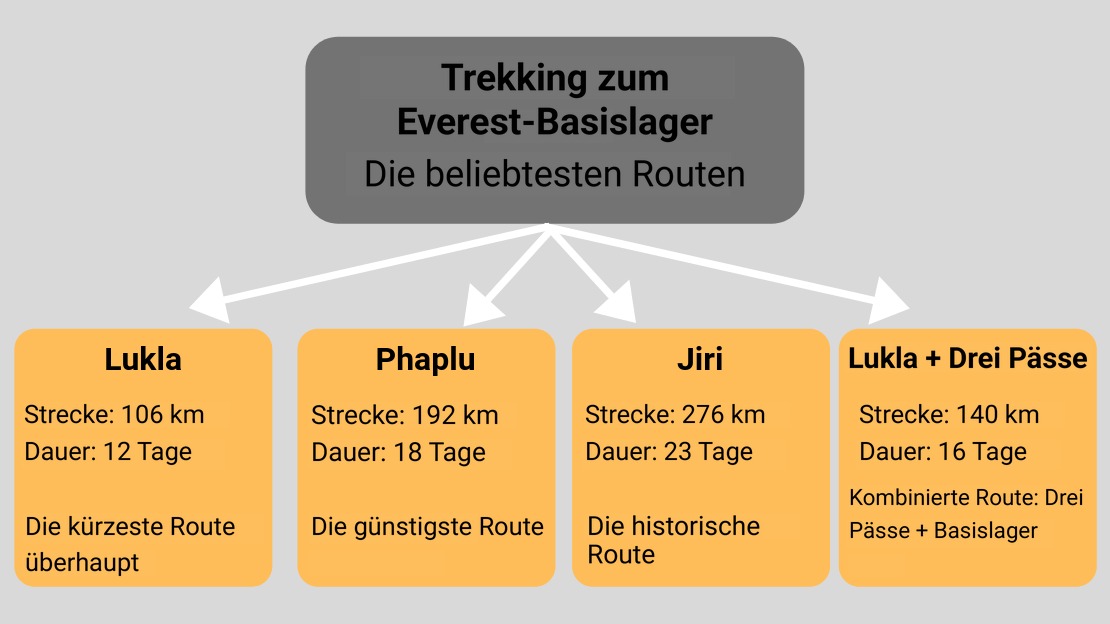 Trekking zum
Everest-Basislager
Die beliebtesten Routen
Lukla
Strecke: 106 km
Dauer: 12 Tage
Die kürzeste Route
überhaupt
Phaplu
Strecke: 192 km
Dauer: 18 Tage
Die günstigste Route
Jiri
Strecke: 276 km
Dauer: 23 Tage
Die historische
Route
Lukla + Drei Pässe
Strecke: 140 km
Dauer: 16 Tage
Kombinierte Route: Drei
Pässe + Basislager